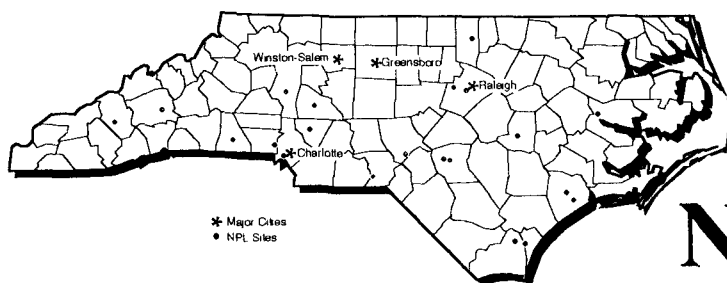 Winston-Salem
Greensboro
Raleigh
Charlotte
Major Cities
NPL Sites
N